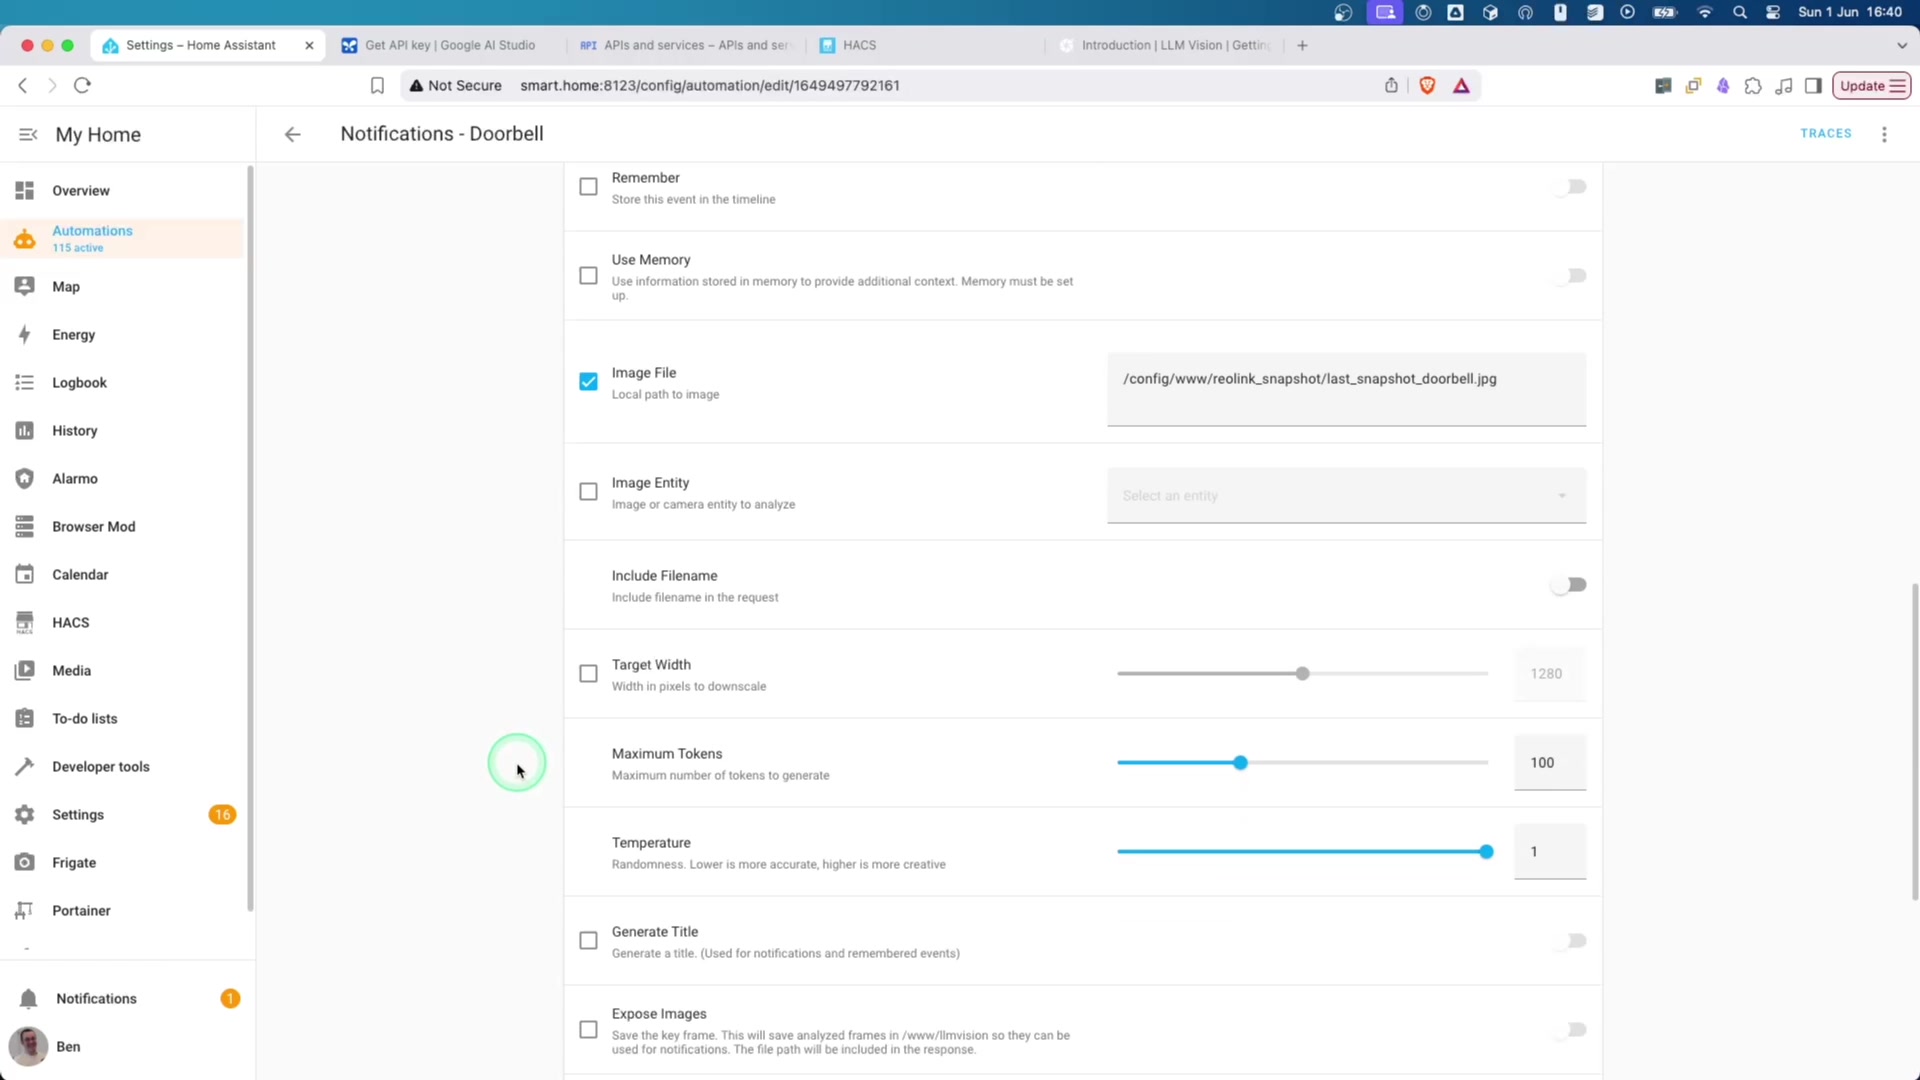 Sun 1 Jun 16:40
Settings – Home Assistant
Get API key | Google AI Studio
API APIs and services – APIs and ser
HACS
Introduction | LLM Vision | Getting
Not Secure
smart.home:8123/config/automation/edit/1649497792161
Update
My Home
Notifications - Doorbell
TRACES
Overview
Automations
115 active
Map
Energy
Logbook
History
Alarmo
Browser Mod
Calendar
HACS
HACS
Media
To-do lists
Developer tools
Settings
16
Frigate
Portainer
Notifications
1
Ben
Remember
Store this event in the timeline
Use Memory
Use information stored in memory to provide additional context. Memory must be set
up.
Image File
Local path to image
/config/www/reolink_snapshot/last_snapshot_doorbell.jpg
Image Entity
Image or camera entity to analyze
Select an entity
Include Filename
Include filename in the request
Target Width
Width in pixels to downscale
1280
Maximum Tokens
Maximum number of tokens to generate
100
Temperature
Randomness. Lower is more accurate, higher is more creative
1
Generate Title
Generate a title. (Used for notifications and remembered events)
Expose Images
Save the key frame. This will save analyzed frames in /www/llmvision so they can be
used for notifications. The file path will be included in the response.